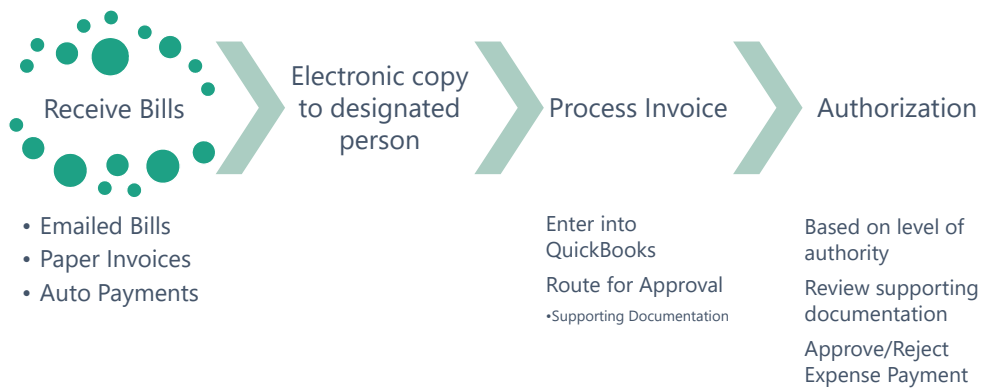 Receive Bills
Electronic copy
to designated
person
Process Invoice
Authorization
• Emailed Bills
• Paper Invoices
• Auto Payments
Enter into
QuickBooks
Route for Approval
•Supporting Documentation
Based on level of
authority
Review supporting
documentation
Approve/Reject
Expense Payment